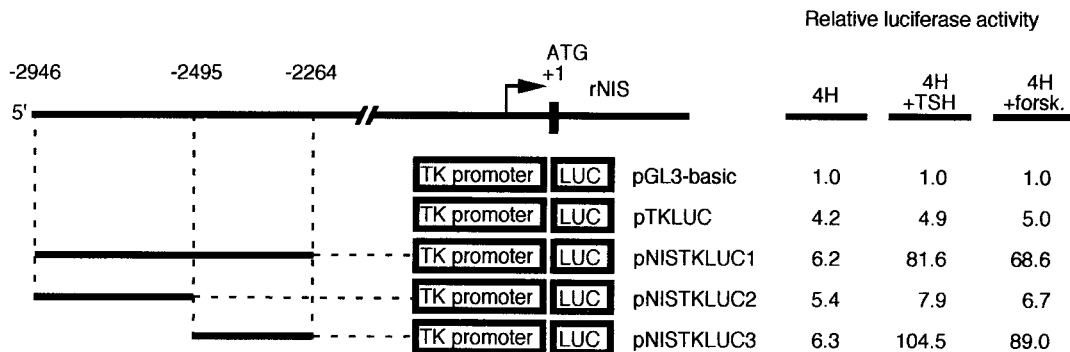 Relative luciferase activity
ATG
-2946 -2495 -2264 +1 rNIS 4H 4H +TSH 4H +forsk.
5'
TK promoter LUC pGL3-basic 1.0 1.0 1.0
TK promoter LUC pTKLUC 4.2 4.9 5.0
TK promoter LUC pNISTKLUC1 6.2 81.6 68.6
TK promoter LUC pNISTKLUC2 5.4 7.9 6.7
TK promoter LUC pNISTKLUC3 6.3 104.5 89.0